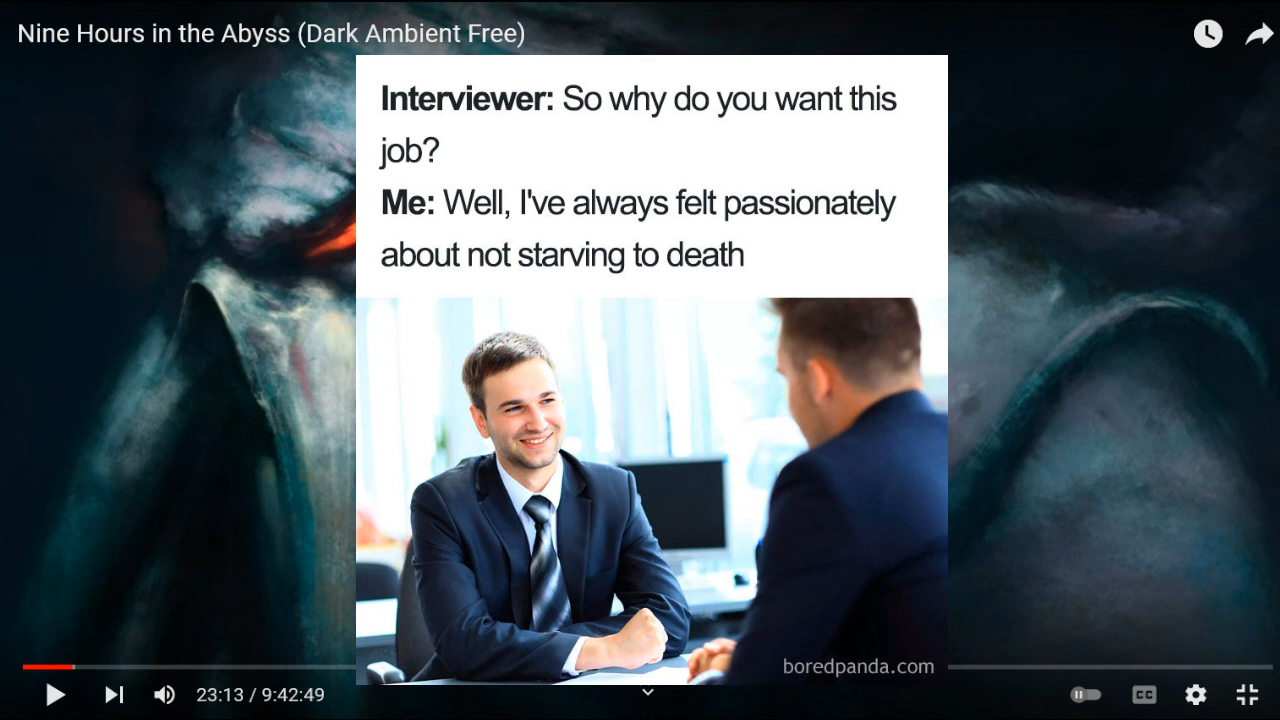 Nine Hours in the Abyss (Dark Ambient Free)
Interviewer: So why do you want this
job?
Me: Well, I've always felt passionately
about not starving to death
boredpanda.com
23:13 / 9:42:49
CC